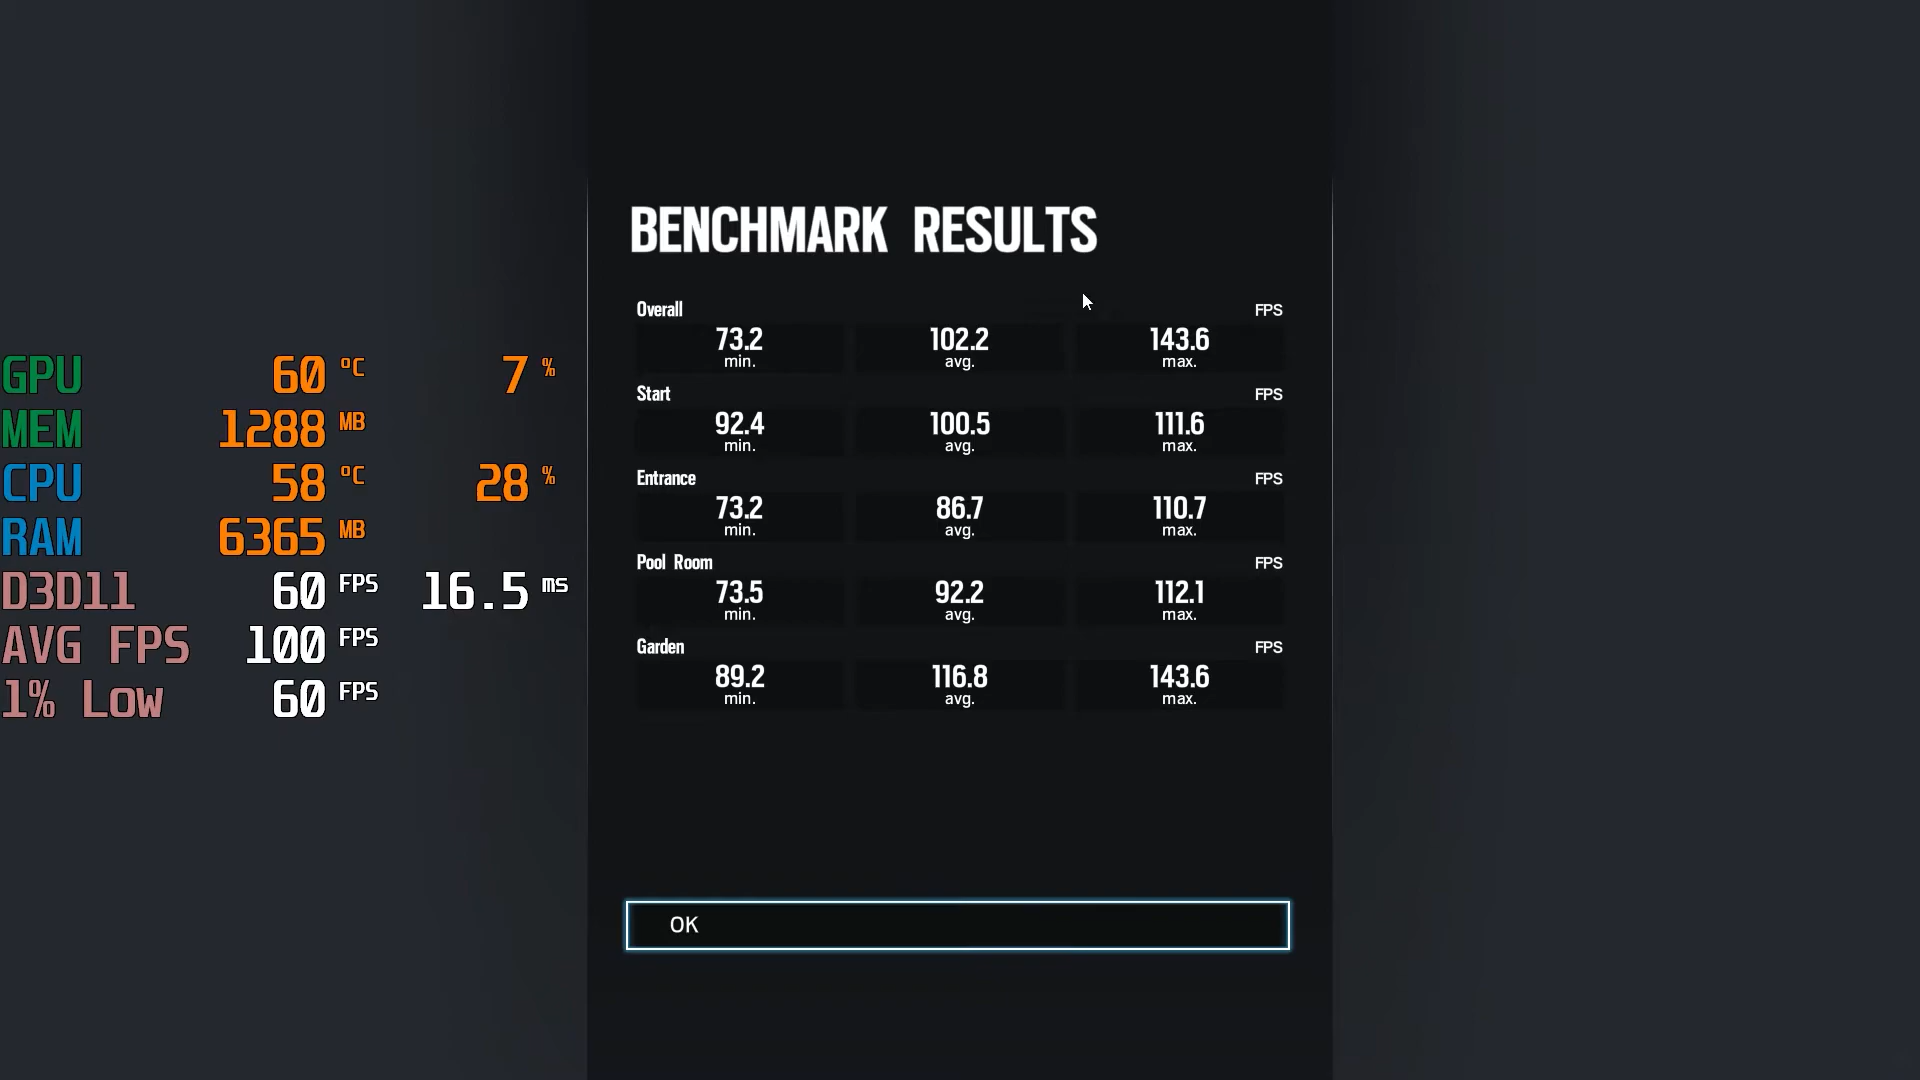 GPU 60 °C 7 %
MEM 1288 MB
CPU 58 °C 28 %
RAM 6365 MB
D3D11 60 FPS 16.5 ms
AVG FPS 100 FPS
1% Low 60 FPS
BENCHMARK RESULTS
Overall FPS
73.2 102.2 143.6
min. avg. max.
Start FPS
92.4 100.5 111.6
min. avg. max.
Entrance FPS
73.2 86.7 110.7
min. avg. max.
Pool Room FPS
73.5 92.2 112.1
min. avg. max.
Garden FPS
89.2 116.8 143.6
min. avg. max.
OK